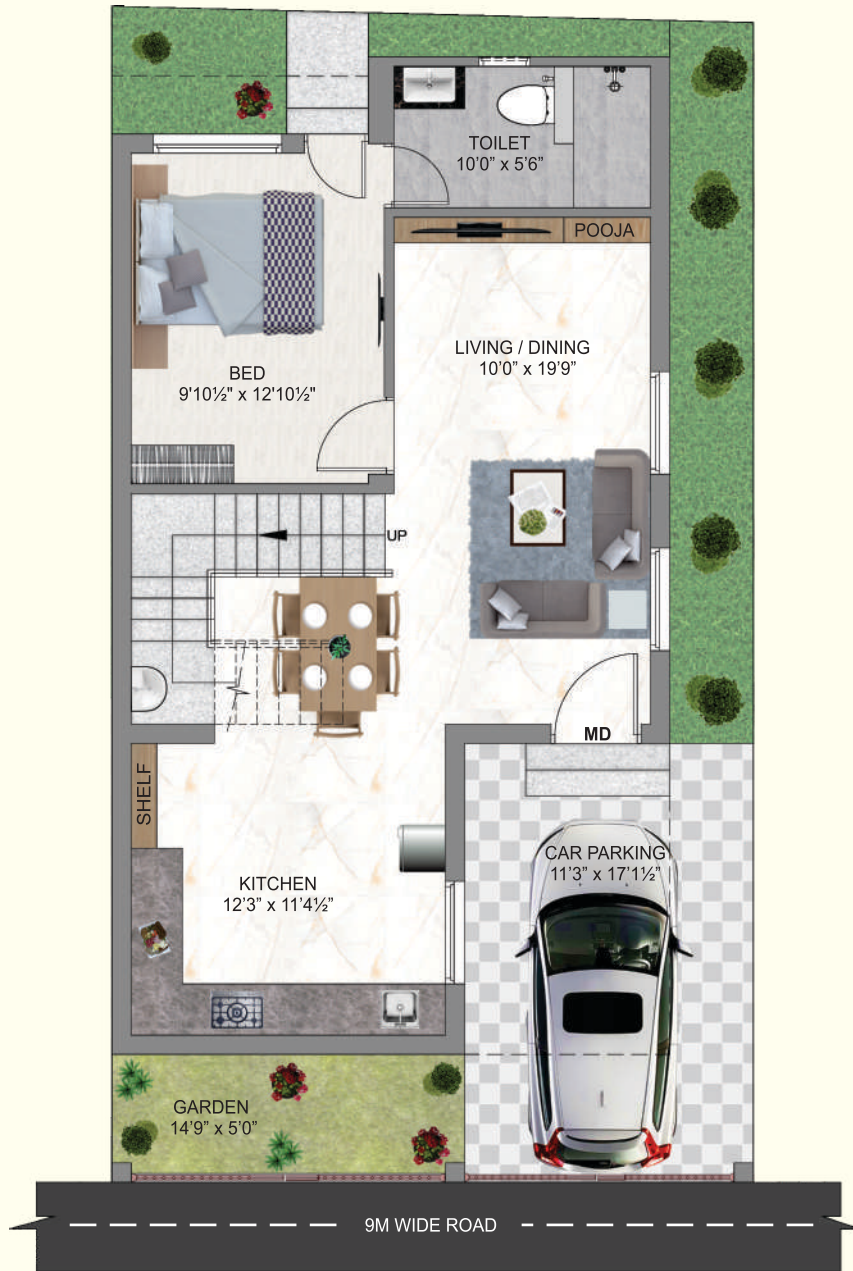 TOILET
10’0” x 5’6”
POOJA
LIVING / DINING
10’0” x 19’9”
BED
9'10½" x 12'10½"
UP
MD
SHELF
CAR PARKING
11’3” x 17’1½”
KITCHEN
12’3” x 11’4½”
GARDEN
14’9” x 5’0”
9M WIDE ROAD